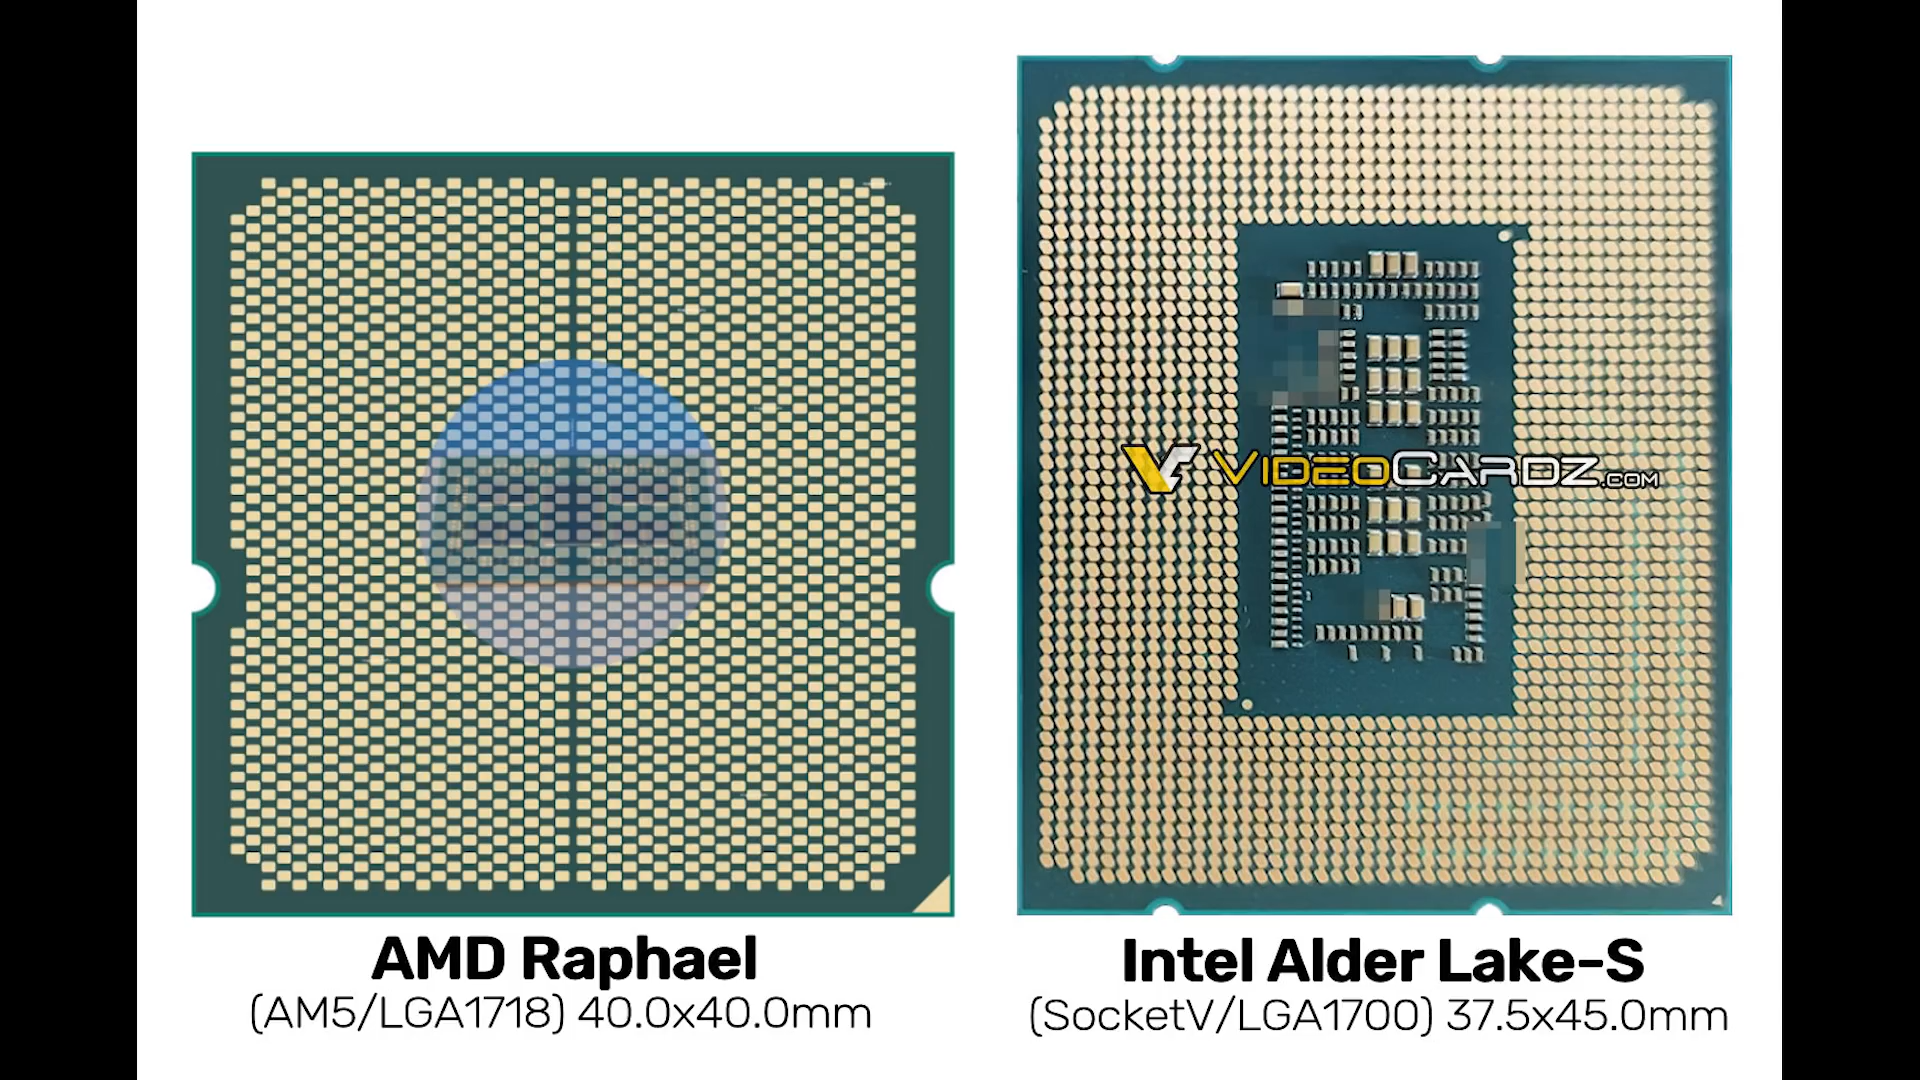 VIDEOCARDZ.COM
AMD Raphael
(AM5/LGA1718) 40.0x40.0mm
Intel Alder Lake-S
(SocketV/LGA1700) 37.5x45.0mm